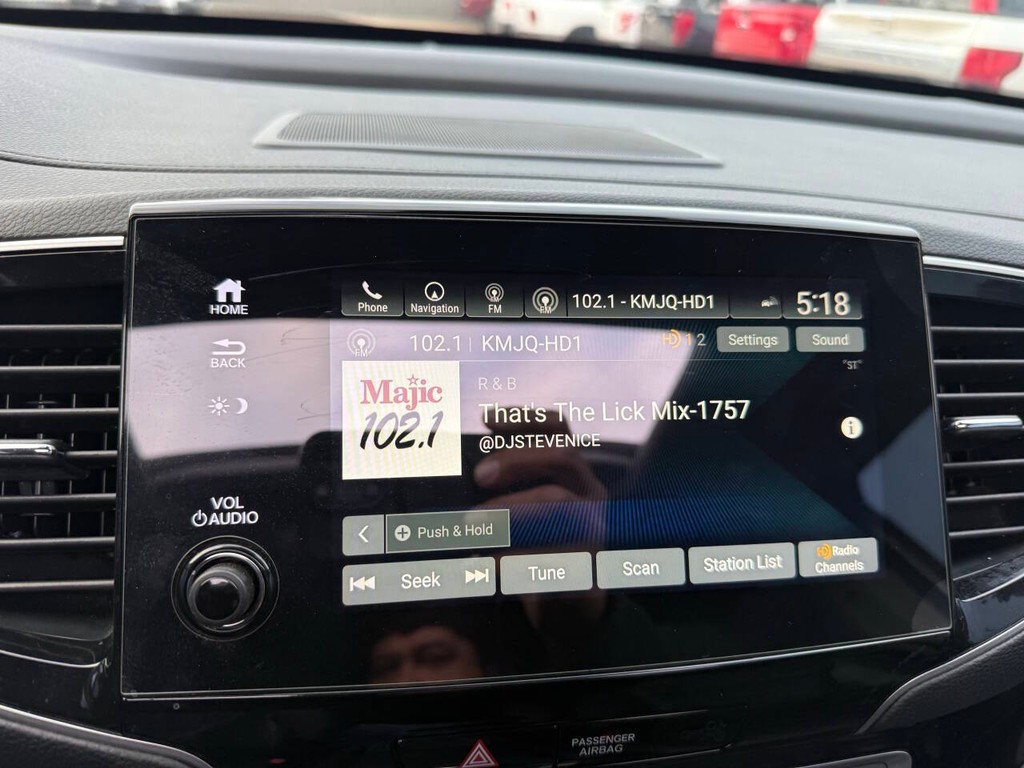 HOME
BACK
VOL
AUDIO
Phone
Navigation
FM
FM
102.1 - KMJQ-HD1
5:18
FM
102.1 | KMJQ-HD1
HD 1 2
Settings
Sound
"ST"
Majic
102.1
R & B
That's The Lick Mix-1757
@DJSTEVENICE
i
Push & Hold
Seek
Tune
Scan
Station List
HD Radio
Channels
PASSENGER
AIRBAG